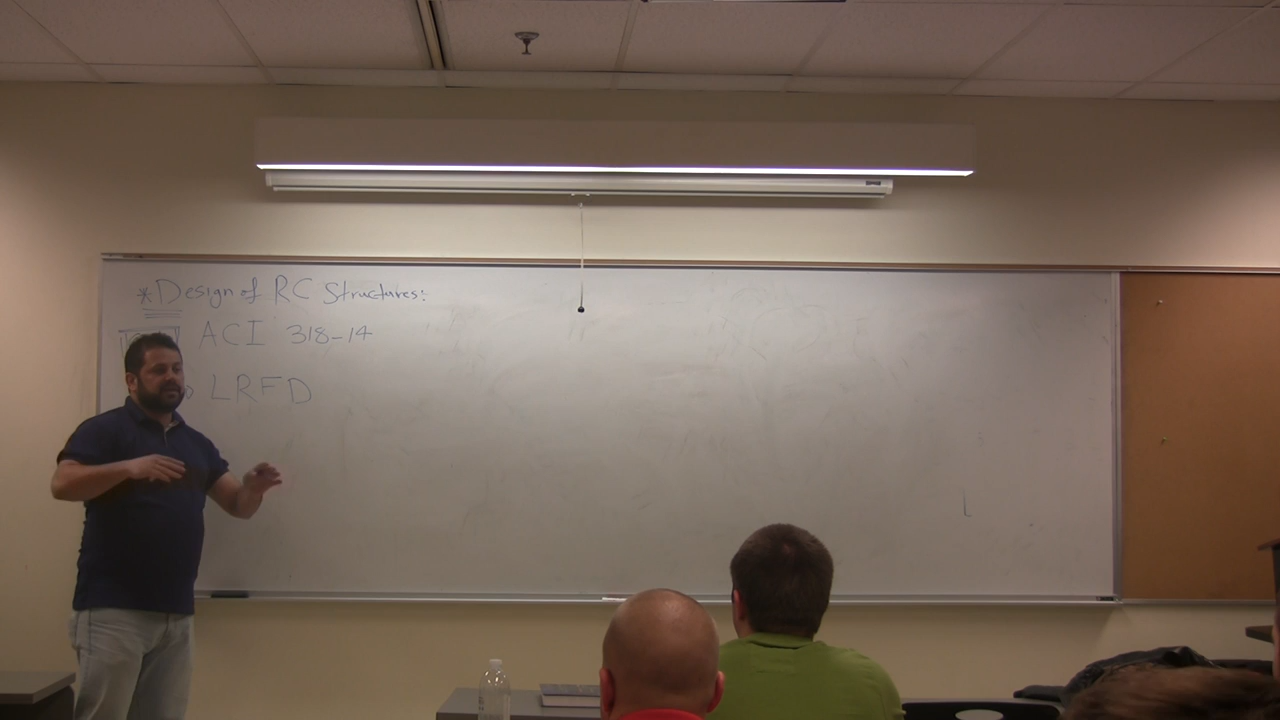 *Design of RC Structures:
ACI 318-14
LRFD